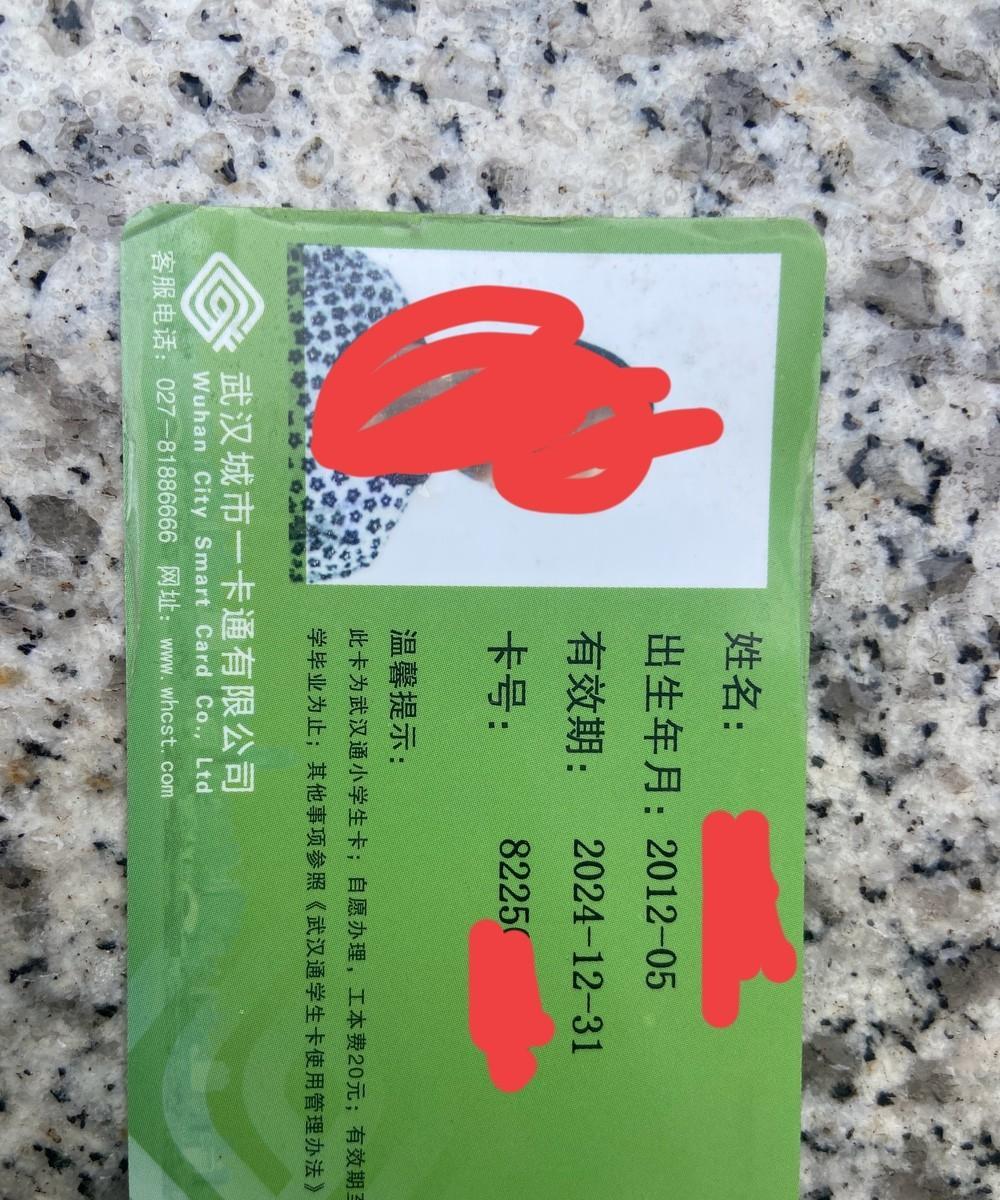 姓名：
出生年月：2012-05
有效期： 2024-12-31
卡号： 8225
温馨提示：
此卡为武汉通小学生卡；自愿办理，工本费20元；有效期至
学毕业为止；其他事项参照《武汉通学生卡使用管理办法》
武汉城市一卡通有限公司
Wuhan City Smart Card Co., Ltd
客服电话：027-81886666 网址：www.whcst.com